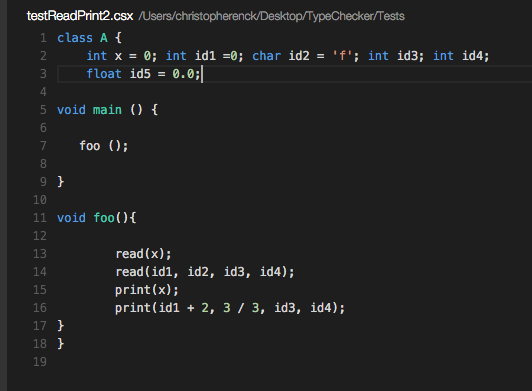 testReadPrint2.csx /Users/christopherenck/Desktop/TypeChecker/Tests
1 class A {
2 int x = 0; int id1 =0; char id2 = 'f'; int id3; int id4;
3 float id5 = 0.0;
4
5 void main () {
6
7 foo ();
8
9 }
10
11 void foo(){
12
13 read(x);
14 read(id1, id2, id3, id4);
15 print(x);
16 print(id1 + 2, 3 / 3, id3, id4);
17 }
18 }
19